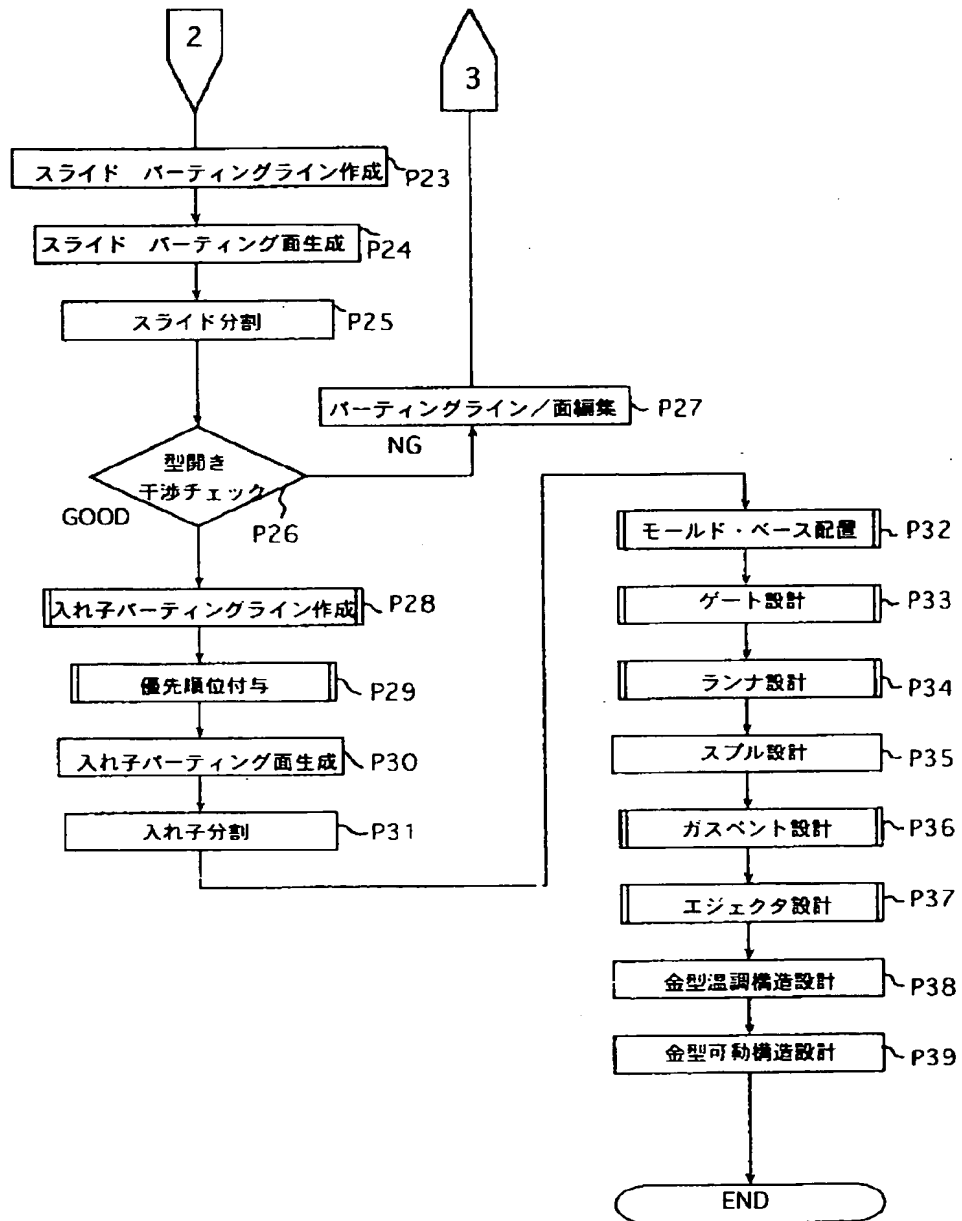 2
3
スライド パーティングライン作成
P23
スライド パーティング面生成
P24
スライド分割
P25
パーティングライン/面編集
P27
NG
型開き
干渉チェック
GOOD
P26
入れ子パーティングライン作成
P28
優先順位付与
P29
入れ子パーティング面生成
P30
入れ子分割
P31
モールド・ベース配置
P32
ゲート設計
P33
ランナ設計
P34
スプル設計
P35
ガスベント設計
P36
エジェクタ設計
P37
金型温調構造設計
P38
金型可動構造設計
P39
END